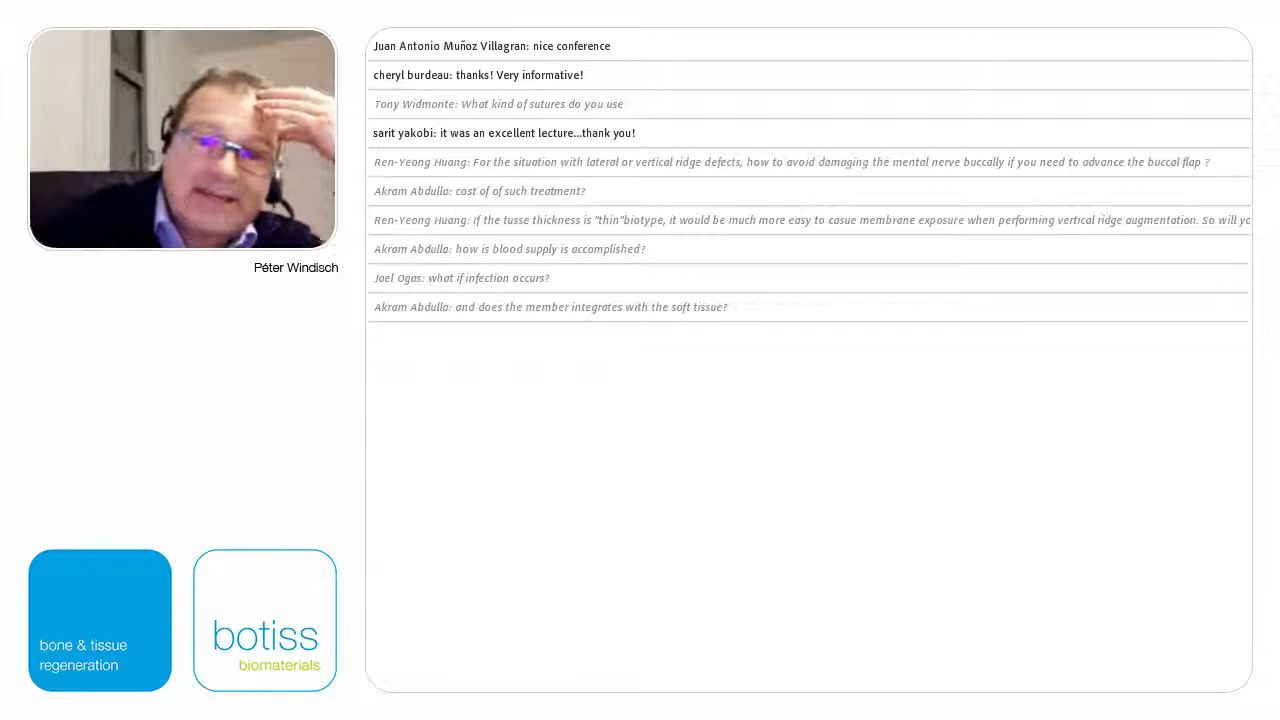 Juan Antonio Muñoz Villagran: nice conference
cheryl burdeau: thanks! Very informative!
Tony Widmonte: What kind of sutures do you use
sarit yakobi: it was an excellent lecture...thank you!
Ren-Yeong Huang: For the situation with lateral or vertical ridge defects, how to avoid damaging the mental nerve buccally if you need to advance the buccal flap ?
Akram Abdulla: cost of of such treatment?
Ren-Yeong Huang: If the tusse thickness is "thin"biotype, it would be much more easy to casue membrane exposure when performing vertical ridge augmentation. So will yo
Akram Abdulla: how is blood supply is accomplished?
Jael Ogas: what if infection occurs?
Akram Abdulla: and does the member integrates with the soft tissue?
Péter Windisch
bone & tissue
regeneration
botiss
biomaterials